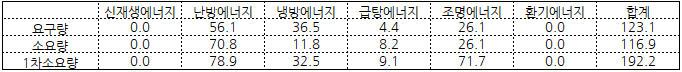 신재생에너지 난방에너지 냉방에너지 급탕에너지 조명에너지 환기에너지 합계
요구량 0.0 56.1 36.5 4.4 26.1 0.0 123.1
소요량 0.0 70.8 11.8 8.2 26.1 0.0 116.9
1차소요량 0.0 78.9 32.5 9.1 71.7 0.0 192.2